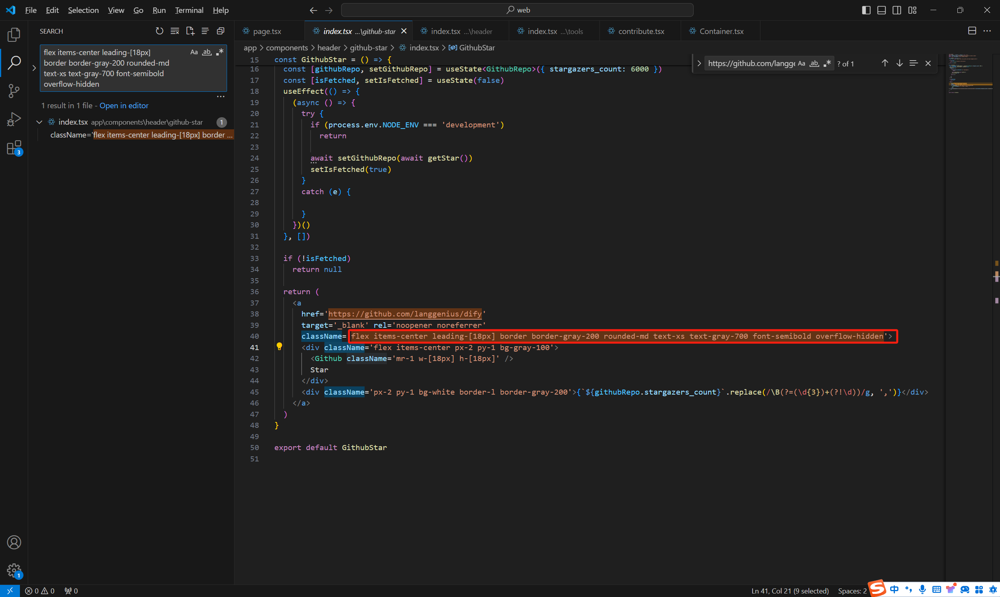 File Edit Selection View Go Run Terminal Help
web
SEARCH
flex items-center leading-[18px]
border border-gray-200 rounded-md
text-xs text-gray-700 font-semibold
overflow-hidden
Aa ab .*
...
1 result in 1 file - Open in editor
index.tsx app\components\header\github-star 1
className='flex items-center leading-[18px] border ...
3
1
page.tsx
index.tsx ...\github-star
index.tsx ...\header
index.tsx ...\tools
contribute.tsx
Container.tsx
app > components > header > github-star > index.tsx > GithubStar
https://github.com/langge Aa ab .* ? of 1
15 const GithubStar = () => {
16 const [githubRepo, setGithubRepo] = useState<GithubRepo>({ stargazers_count: 6000 })
17 const [isFetched, setIsFetched] = useState(false)
18 useEffect(() => {
19 (async () => {
20 try {
21 if (process.env.NODE_ENV === 'development')
22 return
23
24 await setGithubRepo(await getStar())
25 setIsFetched(true)
26 }
27 catch (e) {
28
29 }
30 })()
31 }, [])
32
33 if (!isFetched)
34 return null
35
36 return (
37 <a
38 href='https://github.com/langgenius/dify'
39 target='_blank' rel='noopener noreferrer'
40 className='flex items-center leading-[18px] border border-gray-200 rounded-md text-xs text-gray-700 font-semibold overflow-hidden'>
41 <div className='flex items-center px-2 py-1 bg-gray-100'>
42 <Github className='mr-1 w-[18px] h-[18px]' />
43 Star
44 </div>
45 <div className='px-2 py-1 bg-white border-l border-gray-200'>{`${githubRepo.stargazers_count}`.replace(/\B(?=(\d{3})+(?!\d))/g, ',')}</div>
46 </a>
47 )
48 }
49
50 export default GithubStar
51
0 0 0
Ln 41, Col 21 (9 selected) Spaces: 2
S 中